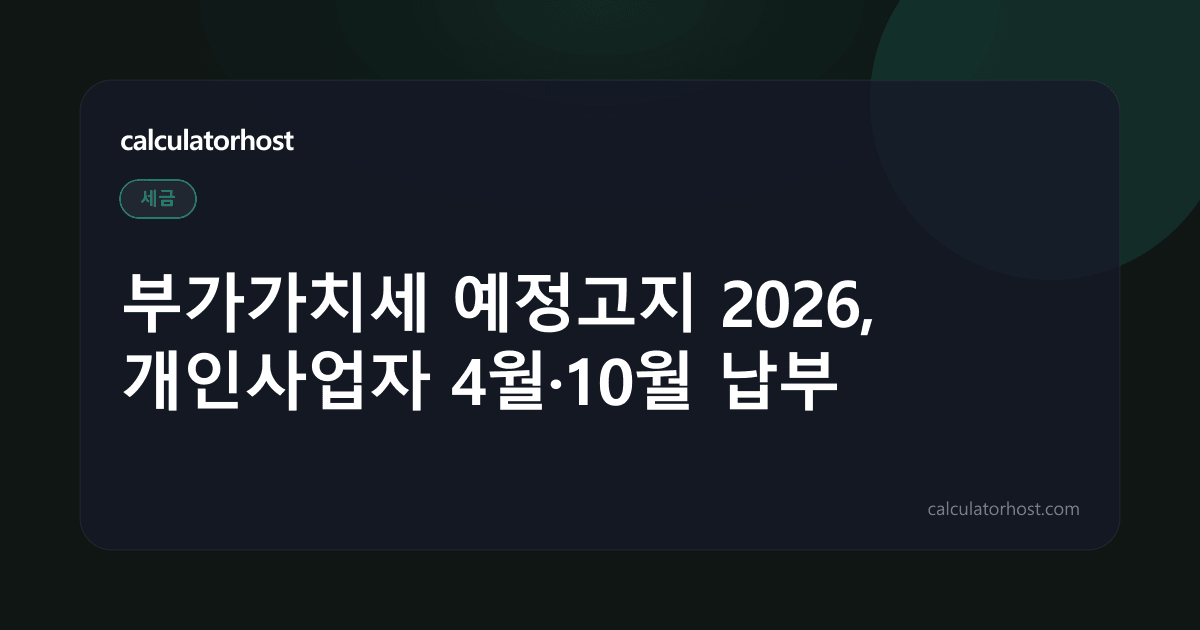 calculatorhost
세금
부가가치세 예정고지 2026,
개인사업자 4월·10월 납부
calculatorhost.com